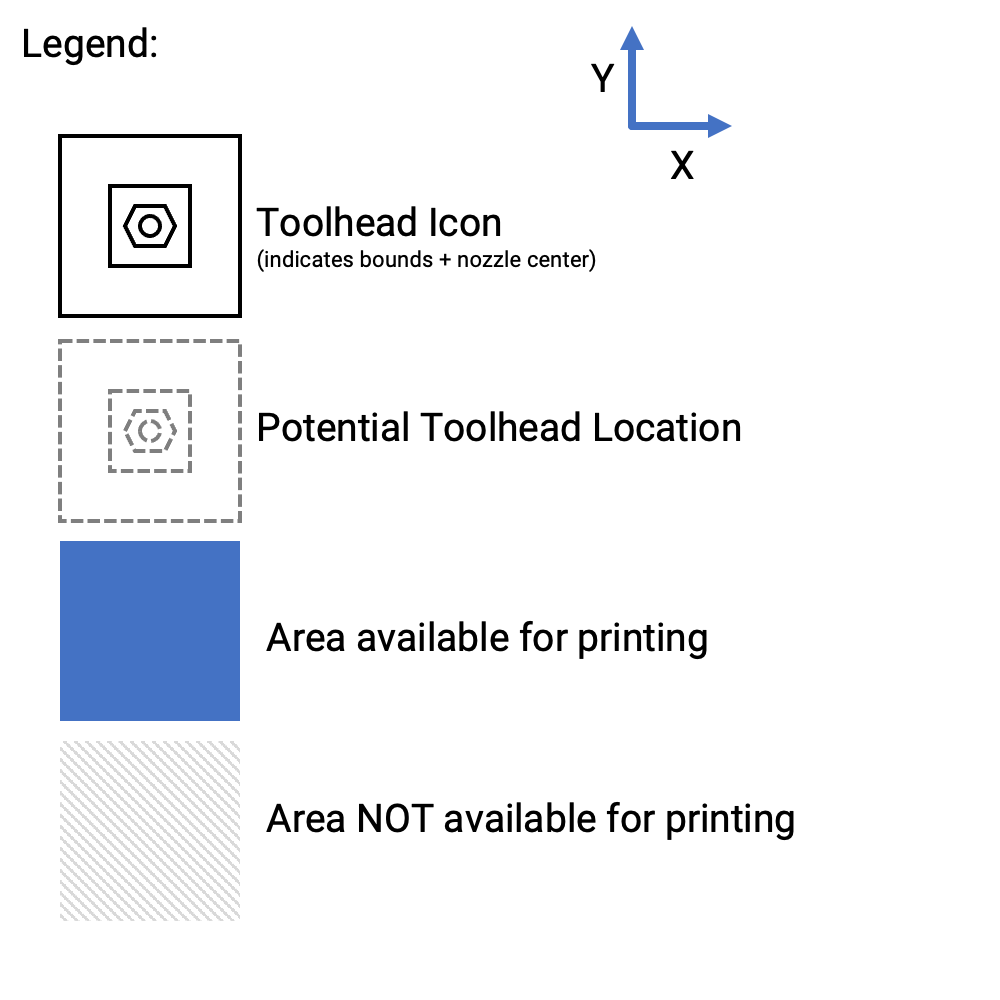 Legend:
Y
X
Toolhead Icon
(indicates bounds + nozzle center)
Potential Toolhead Location
Area available for printing
Area NOT available for printing